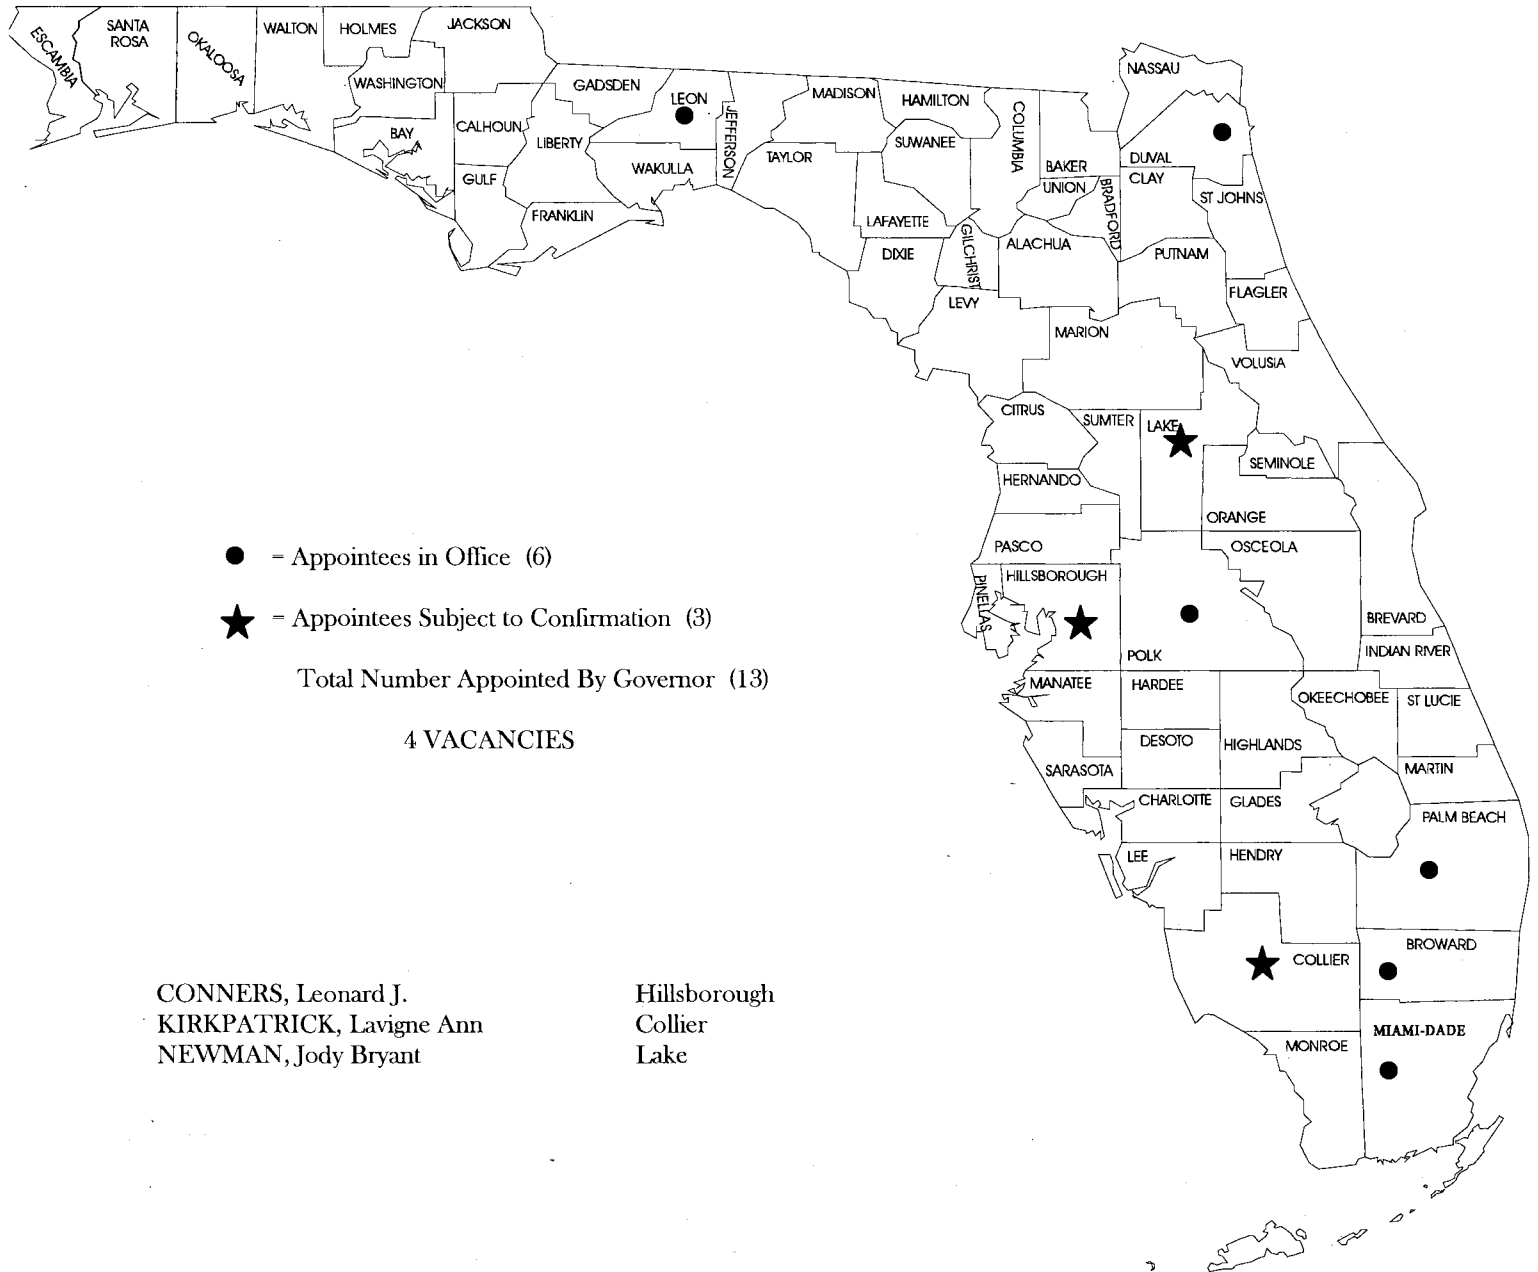 ESCAMBIA
SANTA
ROSA
OKALOOSA
WALTON
HOLMES
JACKSON
WASHINGTON
BAY
CALHOUN
GULF
GADSDEN
LIBERTY
FRANKLIN
LEON
WAKULLA
JEFFERSON
MADISON
TAYLOR
HAMILTON
SUWANEE
LAFAYETTE
DIXIE
COLUMBIA
GILCHRIST
BAKER
UNION
BRADFORD
ALACHUA
LEVY
NASSAU
DUVAL
CLAY
ST JOHNS
PUTNAM
FLAGLER
MARION
VOLUSIA
CITRUS
SUMTER
LAKE
SEMINOLE
HERNANDO
ORANGE
PASCO
OSCEOLA
HILLSBOROUGH
PINELLAS
POLK
BREVARD
INDIAN RIVER
MANATEE
HARDEE
OKEECHOBEE
ST LUCIE
DESOTO
HIGHLANDS
SARASOTA
MARTIN
CHARLOTTE
GLADES
PALM BEACH
LEE
HENDRY
BROWARD
COLLIER
MIAMI-DADE
MONROE
= Appointees in Office (6)
= Appointees Subject to Confirmation (3)
Total Number Appointed By Governor (13)
4 VACANCIES
CONNERS, Leonard J. Hillsborough
KIRKPATRICK, Lavigne Ann Collier
NEWMAN, Jody Bryant Lake